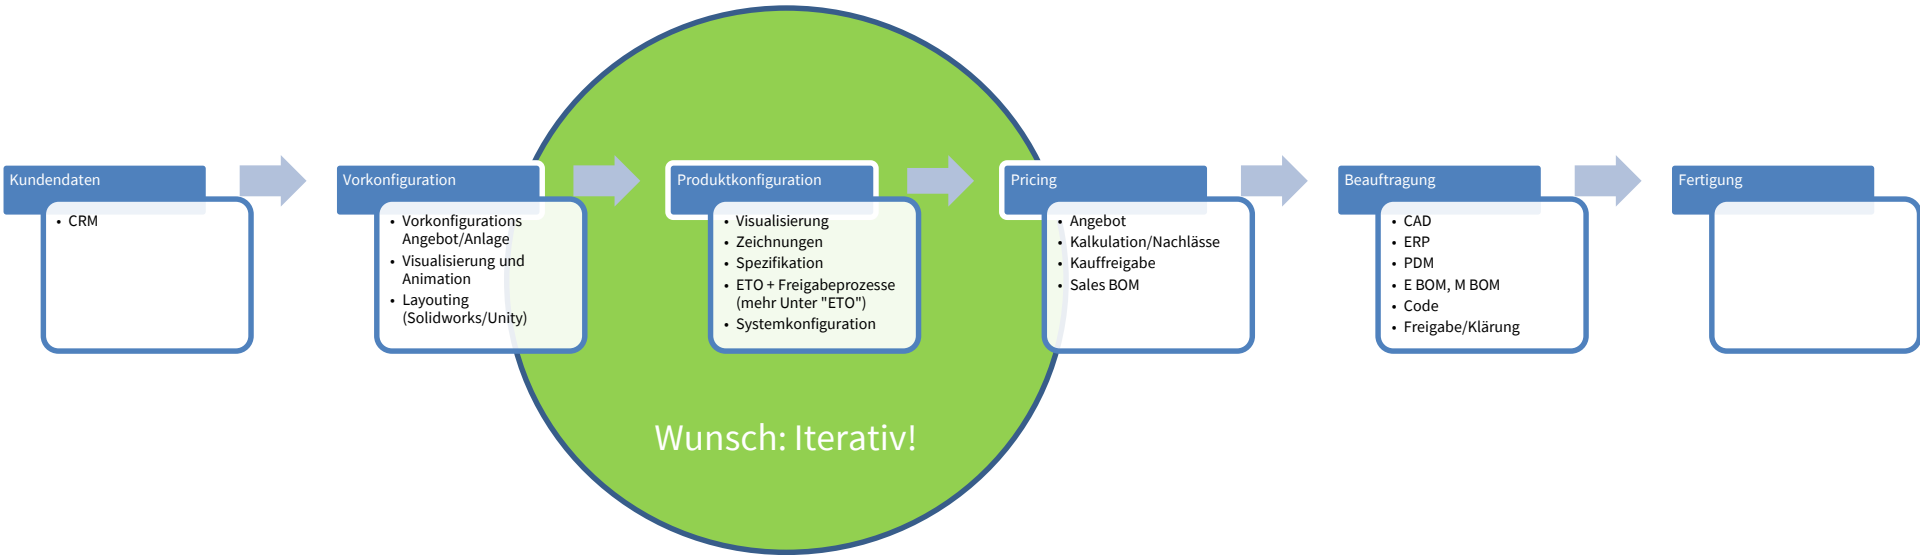 Kundendaten
• CRM
Vorkonfiguration
• Vorkonfigurations
Angebot/Anlage
• Visualisierung und
Animation
• Layouting
(Solidworks/Unity)
Produktkonfiguration
• Visualisierung
• Zeichnungen
• Spezifikation
• ETO + Freigabeprozesse
(mehr Unter "ETO")
• Systemkonfiguration
Pricing
• Angebot
• Kalkulation/Nachlässe
• Kauffreigabe
• Sales BOM
Beauftragung
• CAD
• ERP
• PDM
• E BOM, M BOM
• Code
• Freigabe/Klärung
Fertigung
Wunsch: Iterativ!